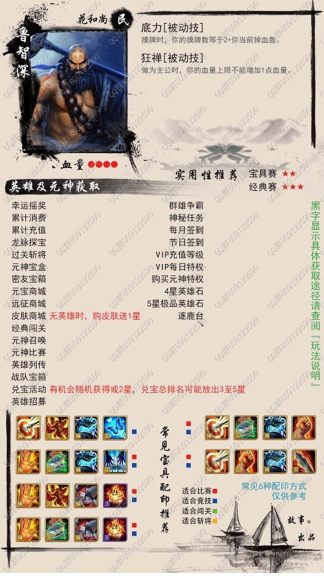 花和尚 民
鲁智深
底力[被动技]
摸牌时，你的摸牌数等于2+你当前掉血数。
狂禅[被动技]
做为主公时，你的血量上限不能增加1点血量。
血量
实用性推荐
宝具赛 ★★
经典赛 ★★★
英雄及元神获取
幸运摇奖
累计消费
累计充值
龙脉探宝
过关斩将
元神宝盒
密友宝箱
元宝商城
远征商城
皮肤商城 无英雄时，购皮肤送1星
经典闯关
元神召唤
元神比赛
英雄列传
战队宝箱
兑宝活动 有机会随机获得或2星，兑宝总排名可能放出3至5星
英雄招募
群雄争霸
神秘任务
每月签到
节日签到
VIP充值等级
VIP每日特权
购买元神特权
4星英雄石
5星极品英雄石
逐鹿台
黑字显示具体获取途径请查阅『玩法说明』
常见宝具配印推荐
适合比赛
适合竞技
适合闯关
适合斩将
常见6种配印方式
仅供参考
故事。
出品